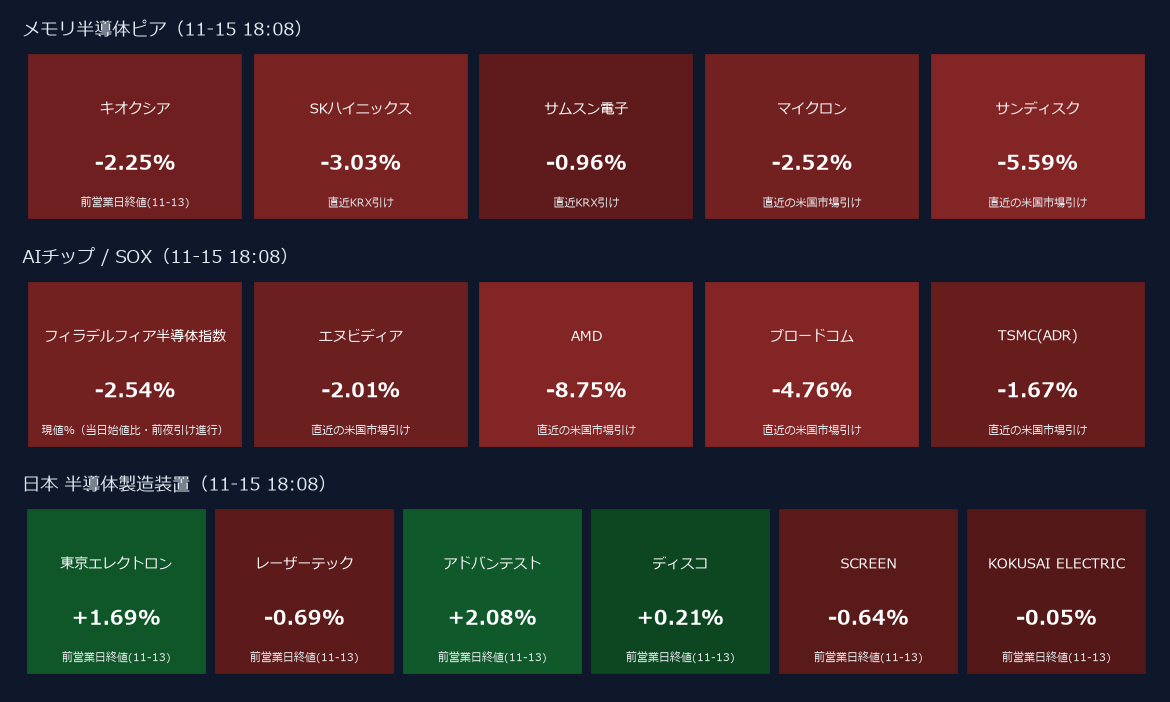 メモリ半導体ピア（11-15 18:08）
キオクシア
-2.25%
前営業日終値(11-13)
SKハイニックス
-3.03%
直近KRX引け
サムスン電子
-0.96%
直近KRX引け
マイクロン
-2.52%
直近の米国市場引け
サンディスク
-5.59%
直近の米国市場引け
AIチップ / SOX（11-15 18:08）
フィラデルフィア半導体指数
-2.54%
現値%（当日始値比・前夜引け進行）
エヌビディア
-2.01%
直近の米国市場引け
AMD
-8.75%
直近の米国市場引け
ブロードコム
-4.76%
直近の米国市場引け
TSMC(ADR)
-1.67%
直近の米国市場引け
日本 半導体製造装置（11-15 18:08）
東京エレクトロン
+1.69%
前営業日終値(11-13)
レーザーテック
-0.69%
前営業日終値(11-13)
アドバンテスト
+2.08%
前営業日終値(11-13)
ディスコ
+0.21%
前営業日終値(11-13)
SCREEN
-0.64%
前営業日終値(11-13)
KOKUSAI ELECTRIC
-0.05%
前営業日終値(11-13)